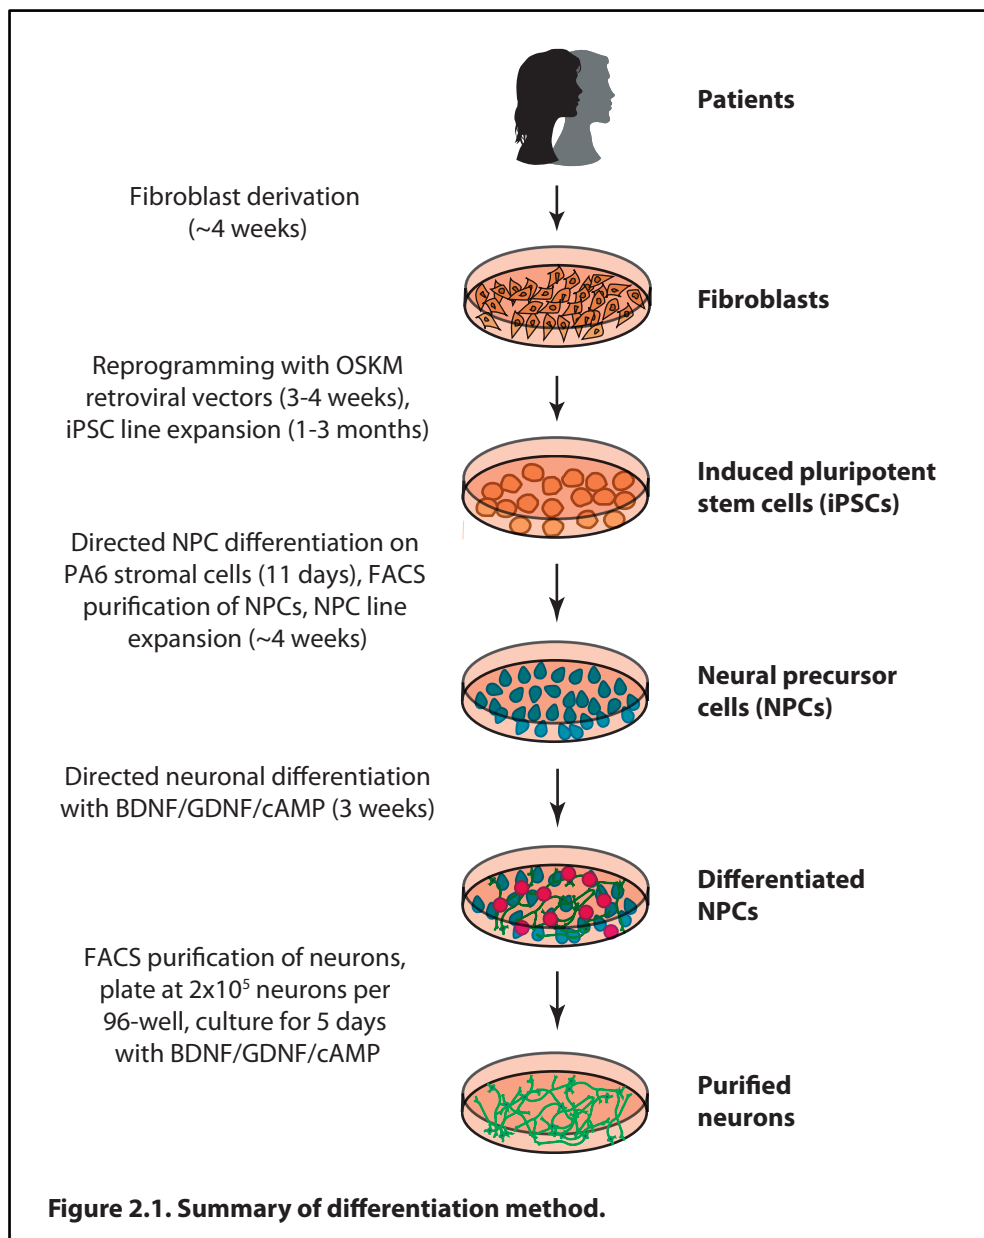 Patients
Fibroblast derivation
(~4 weeks)
Fibroblasts
Reprogramming with OSKM
retroviral vectors (3-4 weeks),
iPSC line expansion (1-3 months)
Induced pluripotent
stem cells (iPSCs)
Directed NPC differentiation on
PA6 stromal cells (11 days), FACS
purification of NPCs, NPC line
expansion (~4 weeks)
Neural precursor
cells (NPCs)
Directed neuronal differentiation
with BDNF/GDNF/cAMP (3 weeks)
Differentiated
NPCs
FACS purification of neurons,
plate at 2x10⁵ neurons per
96-well, culture for 5 days
with BDNF/GDNF/cAMP
Purified
neurons
Figure 2.1. Summary of differentiation method.